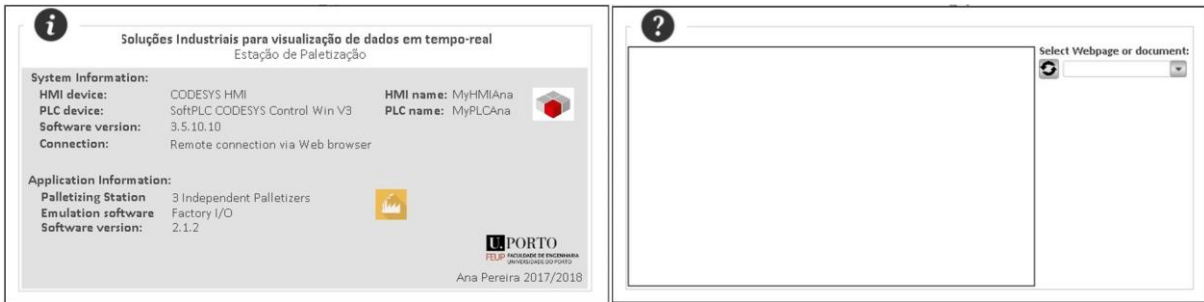 Soluções Industriais para visualização de dados em tempo-real
Estação de Paletização
System Information:
HMI device: CODESYS HMI HMI name: MyHMIAna
PLC device: SoftPLC CODESYS Control Win V3 PLC name: MyPLCAna
Software version: 3.5.10.10
Connection: Remote connection via Web browser
Application Information:
Palletizing Station 3 Independent Palletizers
Emulation software Factory I/O
Software version: 2.1.2
U. PORTO
FEUP FACULDADE DE ENGENHARIA
UNIVERSIDADE DO PORTO
Ana Pereira 2017/2018
?
Select Webpage or document: